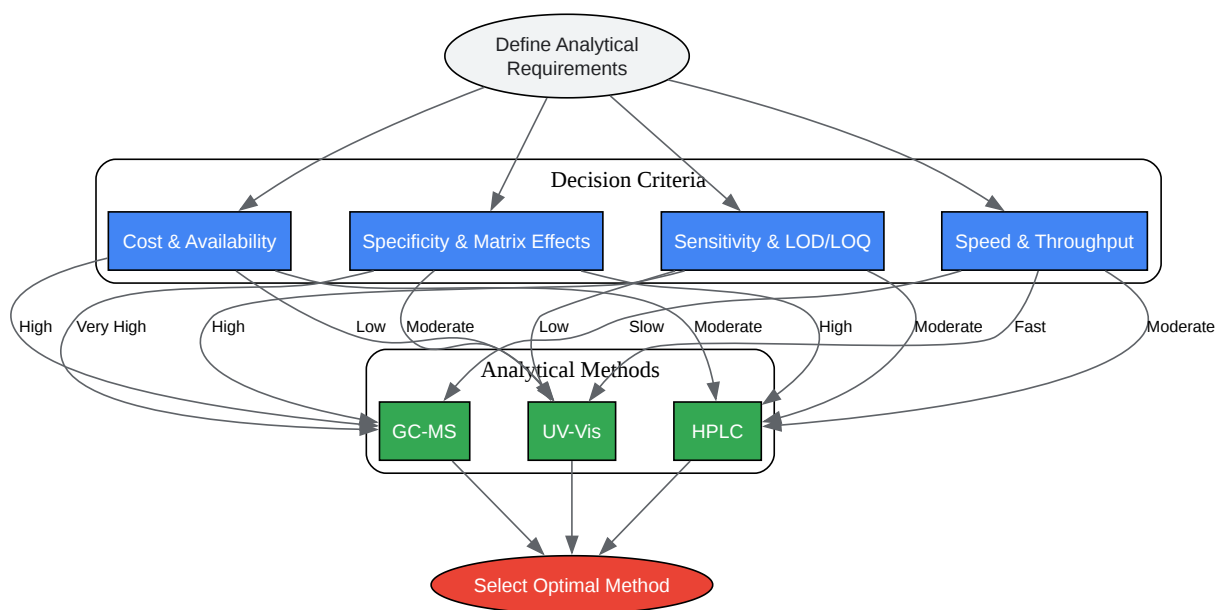 Define Analytical
Requirements
Decision Criteria
Cost & Availability
Specificity & Matrix Effects
Sensitivity & LOD/LOQ
Speed & Throughput
High
Very High
High
Low
Moderate
Low
Slow
Moderate
High
Moderate
Fast
Moderate
Analytical Methods
GC-MS
UV-Vis
HPLC
Select Optimal Method